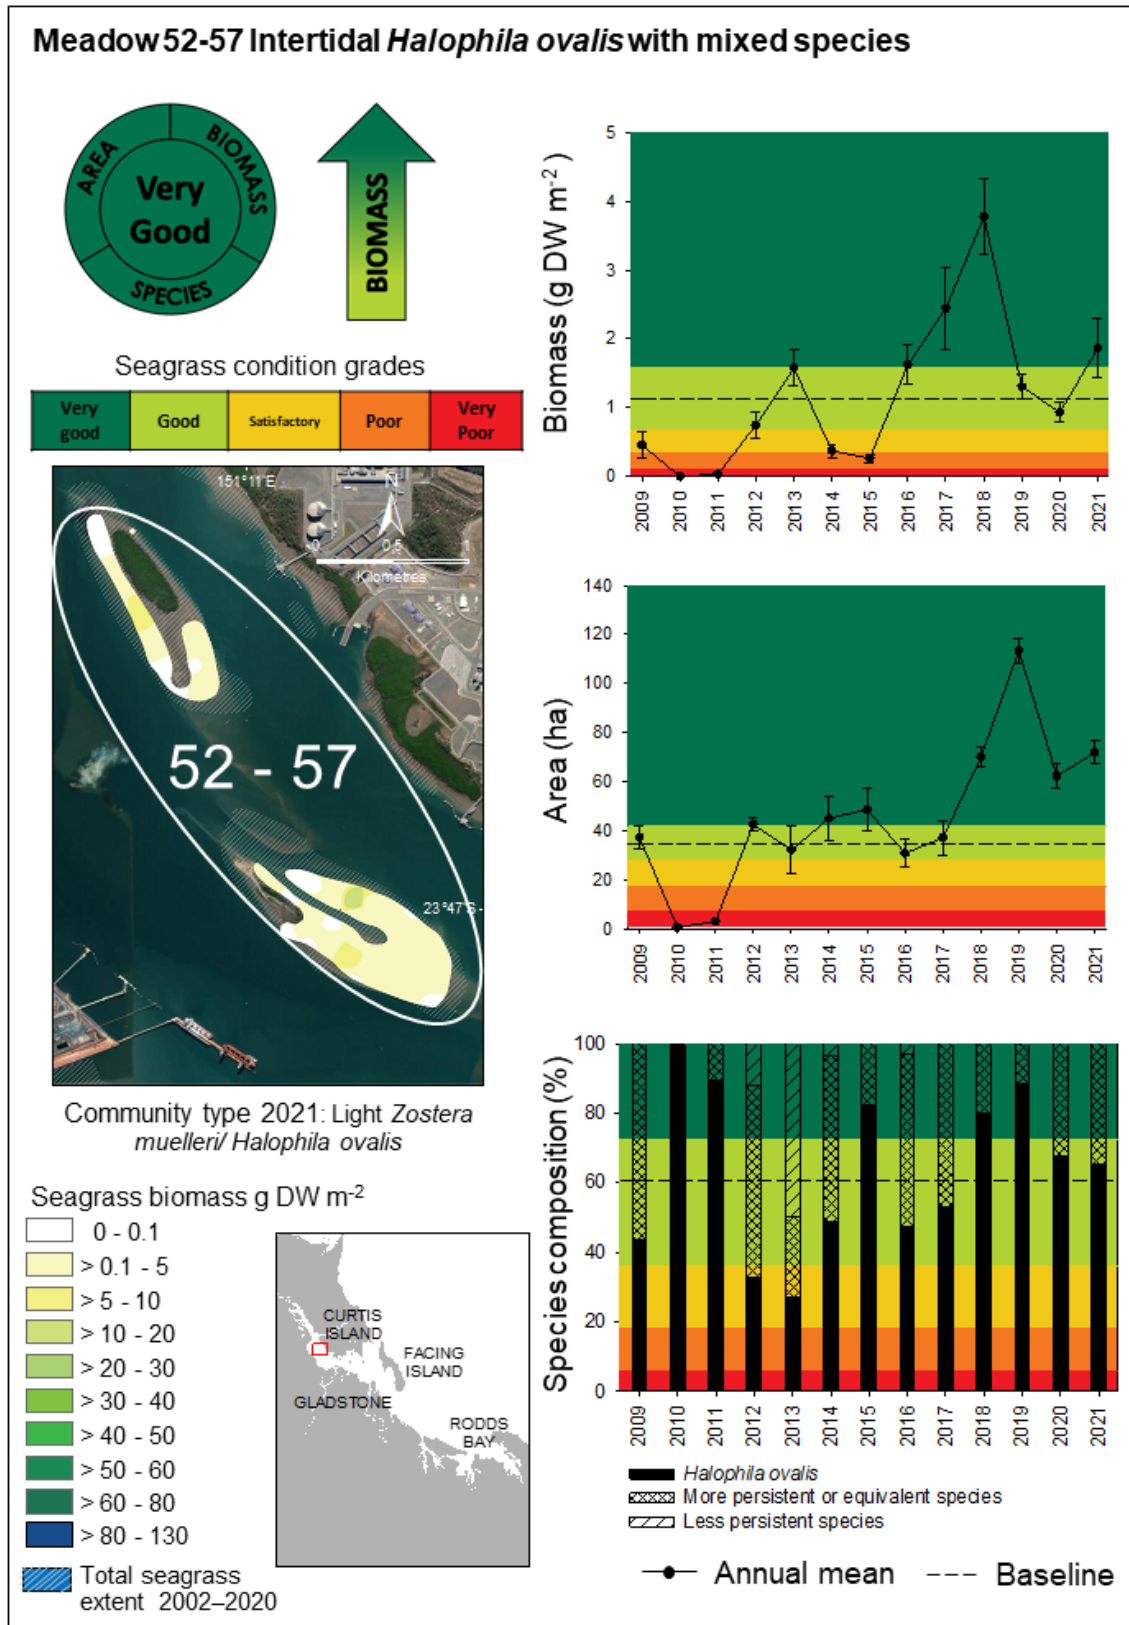 Meadow 52-57 Intertidal Halophila ovalis with mixed species
AREA
BIOMASS
SPECIES
Very
Good
BIOMASS
Seagrass condition grades
Very
good
Good
Satisfactory
Poor
Very
Poor
151°11'E
N
0
0.5
1
Kilometres
52 - 57
23°47'S
Community type 2021: Light Zostera
muelleri/ Halophila ovalis
Seagrass biomass g DW m-2
0 - 0.1
> 0.1 - 5
> 5 - 10
> 10 - 20
> 20 - 30
> 30 - 40
> 40 - 50
> 50 - 60
> 60 - 80
> 80 - 130
Total seagrass
extent 2002–2020
CURTIS
ISLAND
FACING
ISLAND
GLADSTONE
RODDS
BAY
Biomass (g DW m-2)
5
4
3
2
1
0
2009 2010 2011 2012 2013 2014 2015 2016 2017 2018 2019 2020 2021
Area (ha)
140
120
100
80
60
40
20
0
2009 2010 2011 2012 2013 2014 2015 2016 2017 2018 2019 2020 2021
Species composition (%)
100
80
60
40
20
0
2009 2010 2011 2012 2013 2014 2015 2016 2017 2018 2019 2020 2021
Halophila ovalis
More persistent or equivalent species
Less persistent species
Annual mean
Baseline